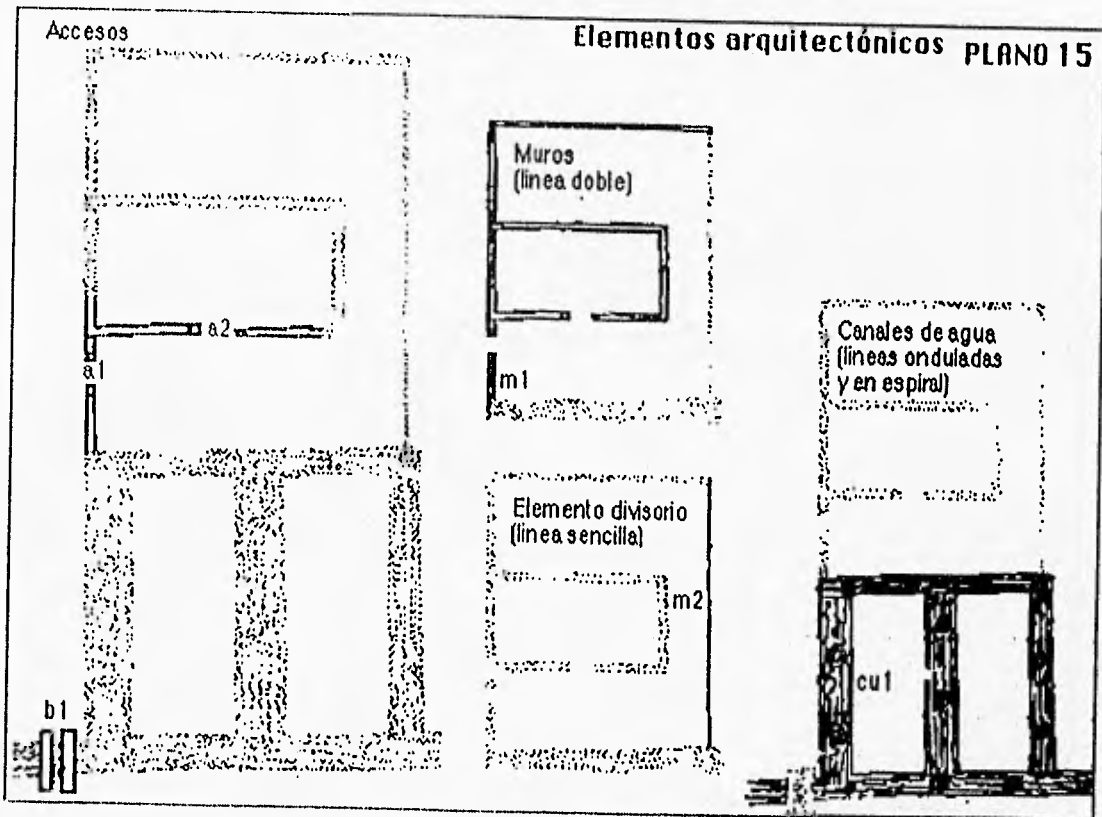 Elementos arquitectónicos PLANO 15
Accesos
a2
a1
b1
Muros
(linea doble)
m1
Elemento divisorio
(linea sencilla)
m2
Canales de agua
(lineas onduladas
y en espiral)
cu1